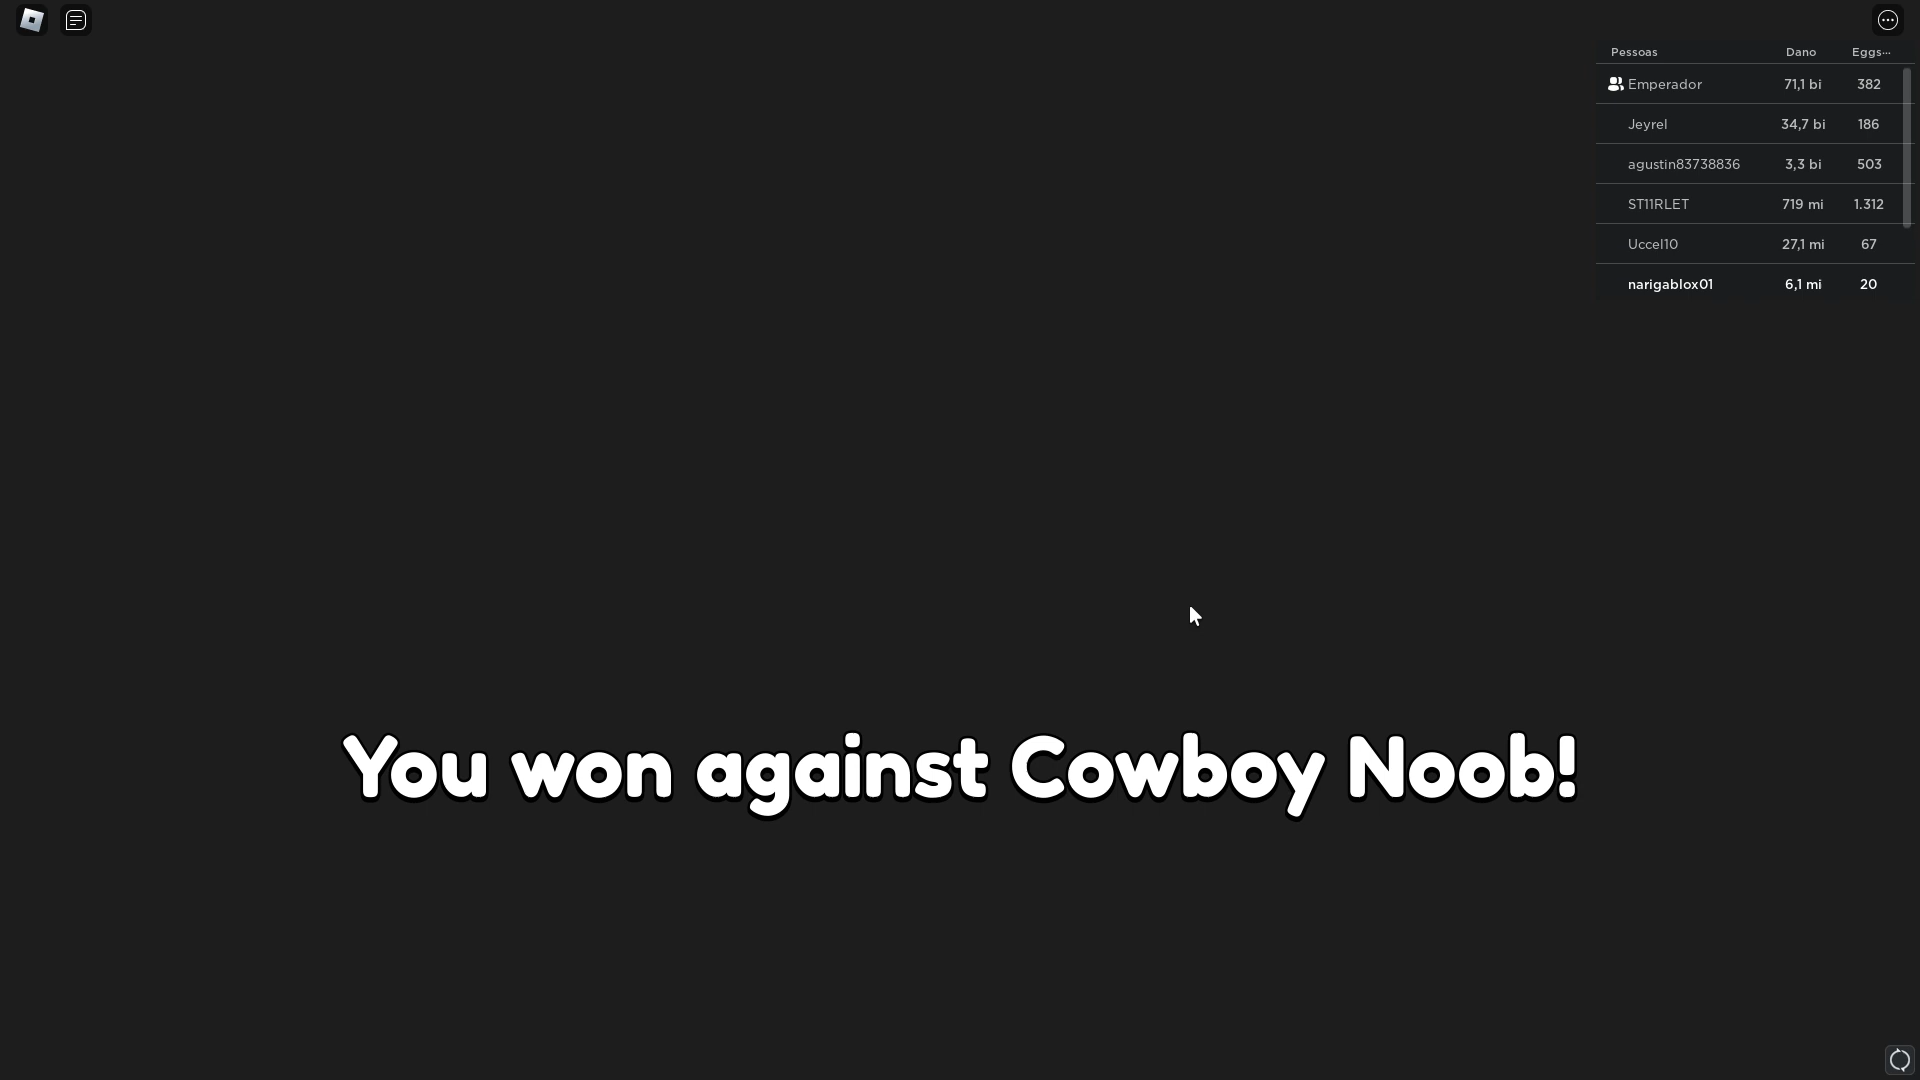 Pessoas Dano Eggs...
Emperador 71,1 bi 382
Jeyrel 34,7 bi 186
agustin83738836 3,3 bi 503
ST11RLET 719 mi 1.312
Uccel10 27,1 mi 67
narigablox01 6,1 mi 20
You won against Cowboy Noob!